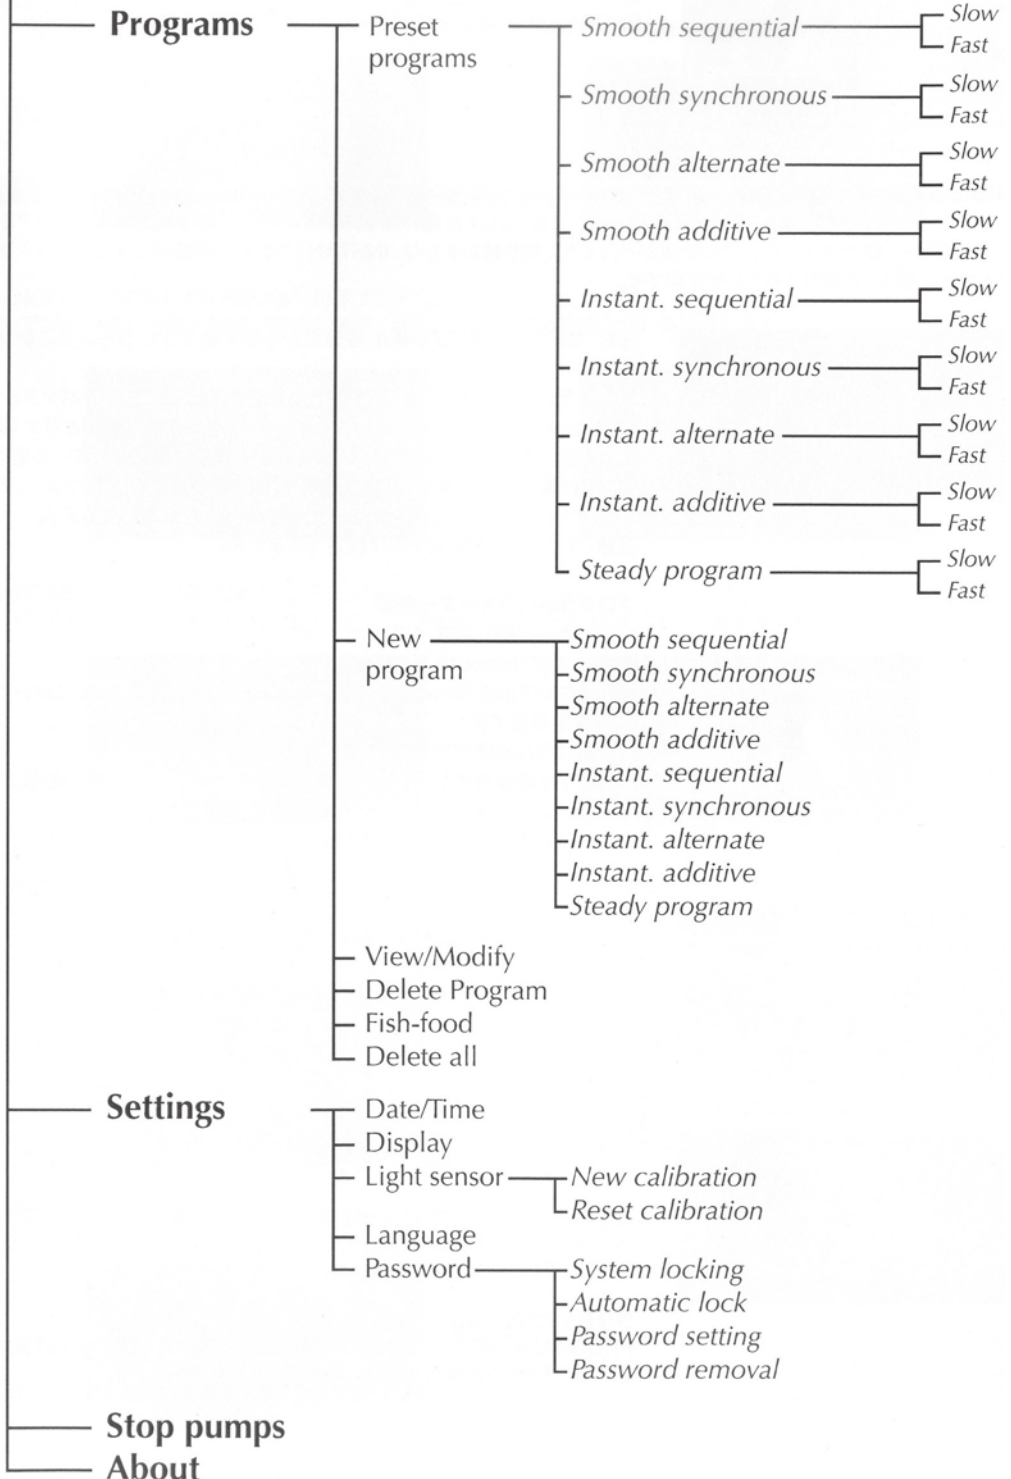 Programs
Preset
programs
Smooth sequential
Slow
Fast
Smooth synchronous
Slow
Fast
Smooth alternate
Slow
Fast
Smooth additive
Slow
Fast
Instant. sequential
Slow
Fast
Instant. synchronous
Slow
Fast
Instant. alternate
Slow
Fast
Instant. additive
Slow
Fast
Steady program
Slow
Fast
New
program
Smooth sequential
Smooth synchronous
Smooth alternate
Smooth additive
Instant. sequential
Instant. synchronous
Instant. alternate
Instant. additive
Steady program
View/Modify
Delete Program
Fish-food
Delete all
Settings
Date/Time
Display
Light sensor
New calibration
Reset calibration
Language
Password
System locking
Automatic lock
Password setting
Password removal
Stop pumps
About